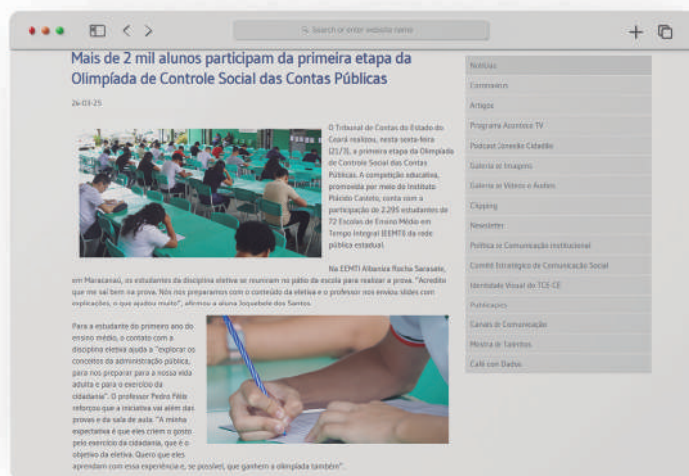 Search or enter website name
Mais de 2 mil alunos participam da primeira etapa da
Olimpíada de Controle Social das Contas Públicas
24-03-25
O Tribunal de Contas do Estado do
Ceará realizou, nesta sexta-feira
(21/3), a primeira etapa da Olimpíada
de Controle Social das Contas
Públicas. A competição educativa,
promovida por meio do Instituto
Plácido Castelo, conta com a
participação de 2.295 estudantes de
72 Escolas de Ensino Médio em
Tempo Integral (EEMTI) da rede
pública estadual.
Na EEMTI Albanisa Rocha Sarasate,
em Maracanaú, os estudantes da disciplina eletiva se reuniram no pátio da escola para realizar a prova. "Acredito
que me saí bem na prova. Nós nos preparamos com o conteúdo da eletiva e o professor nos enviou slides com
explicações, o que ajudou muito", afirmou a aluna Joquebede dos Santos.
Para a estudante do primeiro ano do
ensino médio, o contato com a
disciplina eletiva ajuda a "explorar os
conceitos da administração pública,
para nos preparar para a nossa vida
adulta e para o exercício da
cidadania". O professor Pedro Félix
reforçou que a iniciativa vai além das
provas e da sala de aula. "A minha
expectativa é que eles criem o gosto
pelo exercício da cidadania, que é o
objetivo da eletiva. Quero que eles
aprendam com essa experiência e, se possível, que ganhem a olimpíada também".
Notícias
Coronavírus
Artigos
Programa Acontece TV
Podcast Conexão Cidadão
Galeria de Imagens
Galeria de Vídeos e Áudios
Clipping
Newsletter
Política de Comunicação Institucional
Comitê Estratégico de Comunicação Social
Identidade Visual do TCE-CE
Publicações
Canais de Comunicação
Mostra de Talentos
Café com Dados